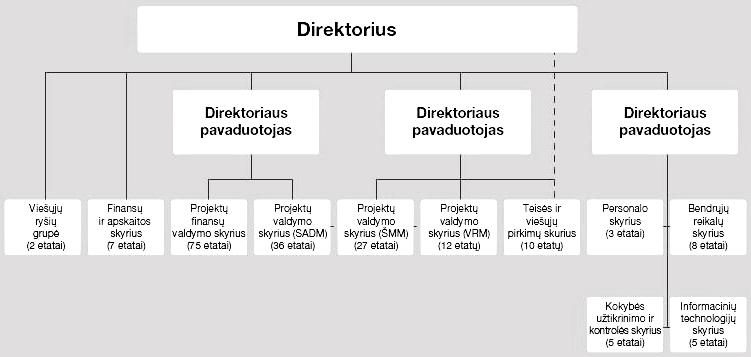 Direktorius
Direktoriaus
pavaduotojas
Direktoriaus
pavaduotojas
Direktoriaus
pavaduotojas
Viešųjų
ryšių
grupė
(2 etatai)
Finansų
ir apskaitos
skyrius
(7 etatai)
Projektų
finansų
valdymo skyrius
(75 etatai)
Projektų
valdymo
skyrius (SADM)
(36 etatai)
Projektų
valdymo
skyrius (ŠMM)
(27 etatai)
Projektų
valdymo
skyrius (VRM)
(12 etatų)
Teisės ir
viešųjų
pirkimų skurius
(10 etatų)
Personalo
skyrius
(3 etatai)
Bendrųjų
reikalų
skyrius
(8 etatai)
Kokybės
užtikrinimo ir
kontrolės skyrius
(5 etatai)
Informacinių
technologijų
skyrius
(5 etatai)